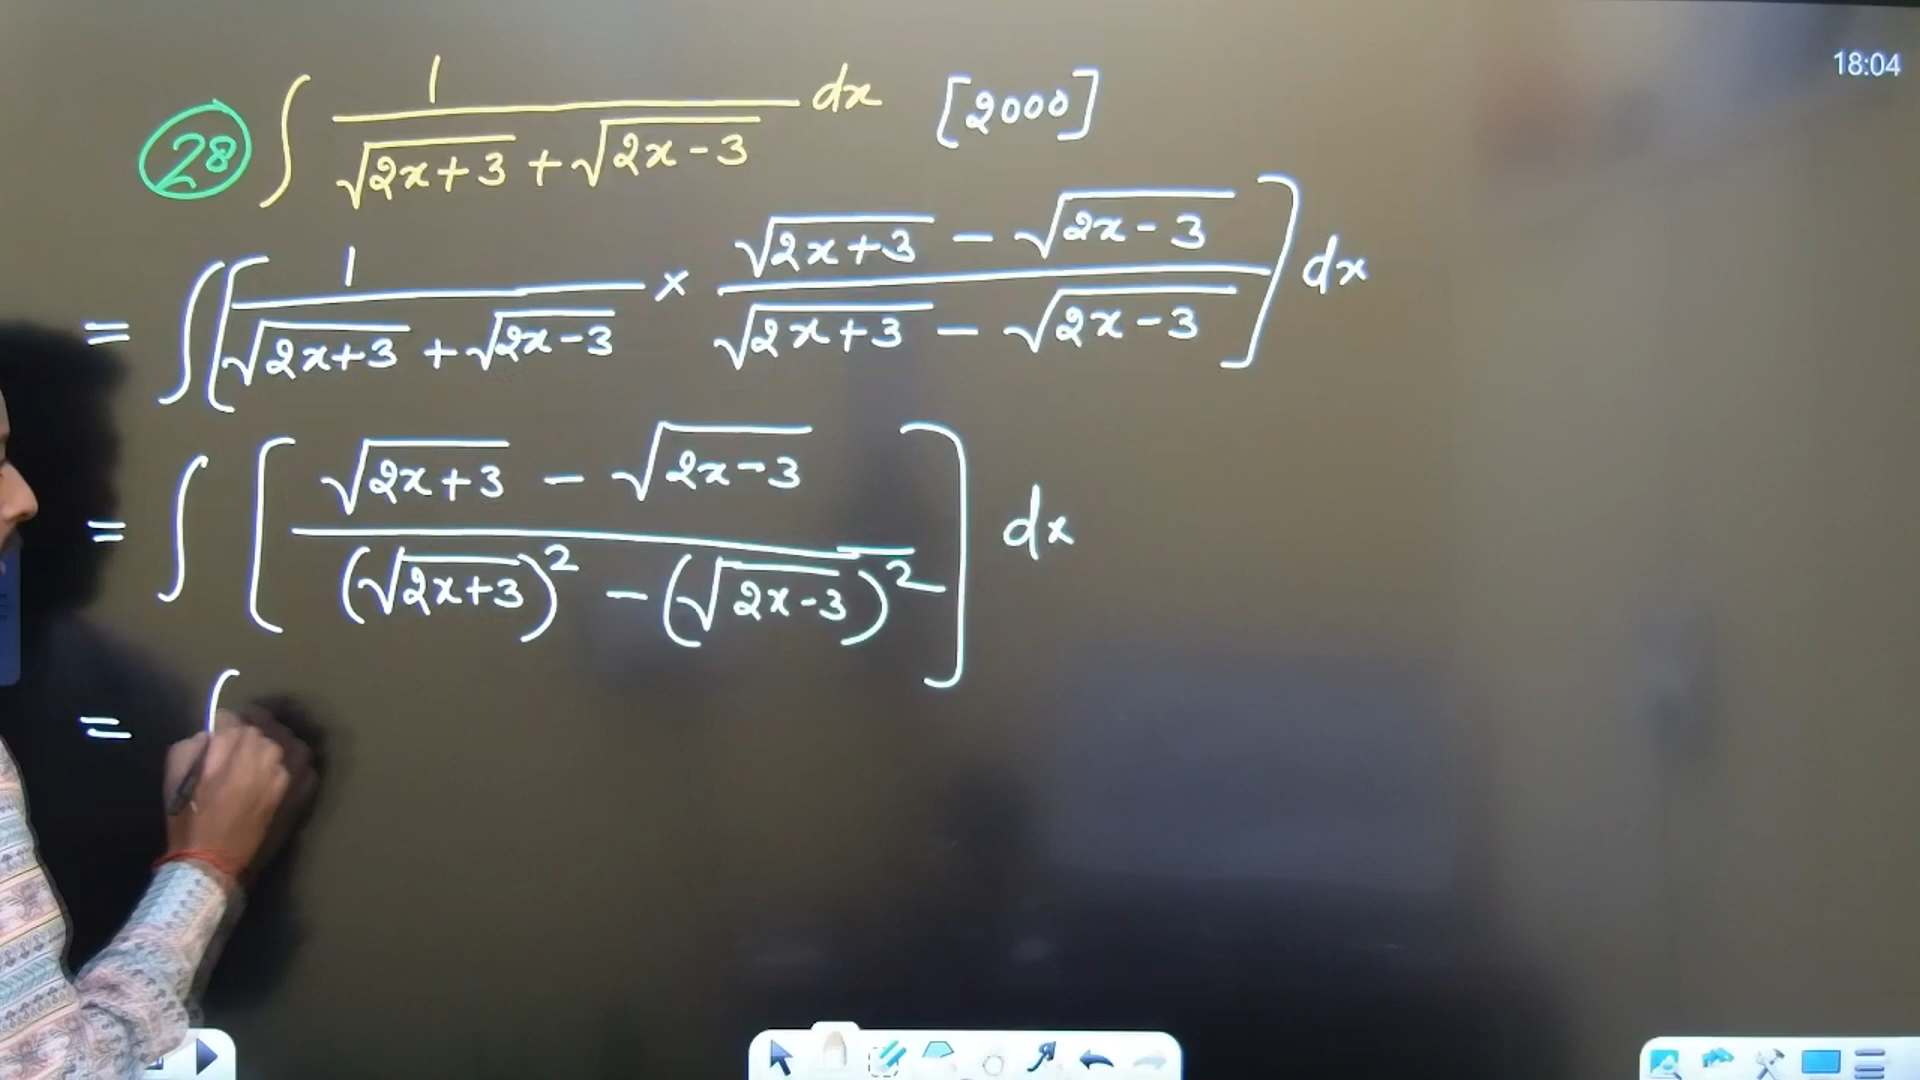 18:04
28 ∫ 1/(√(2x+3) + √(2x-3)) dx [2000]
= ∫ [1/(√(2x+3) + √(2x-3)) × (√(2x+3) - √(2x-3))/(√(2x+3) - √(2x-3))] dx
= ∫ [(√(2x+3) - √(2x-3))/((√(2x+3))² - (√(2x-3))²)] dx
= ∫